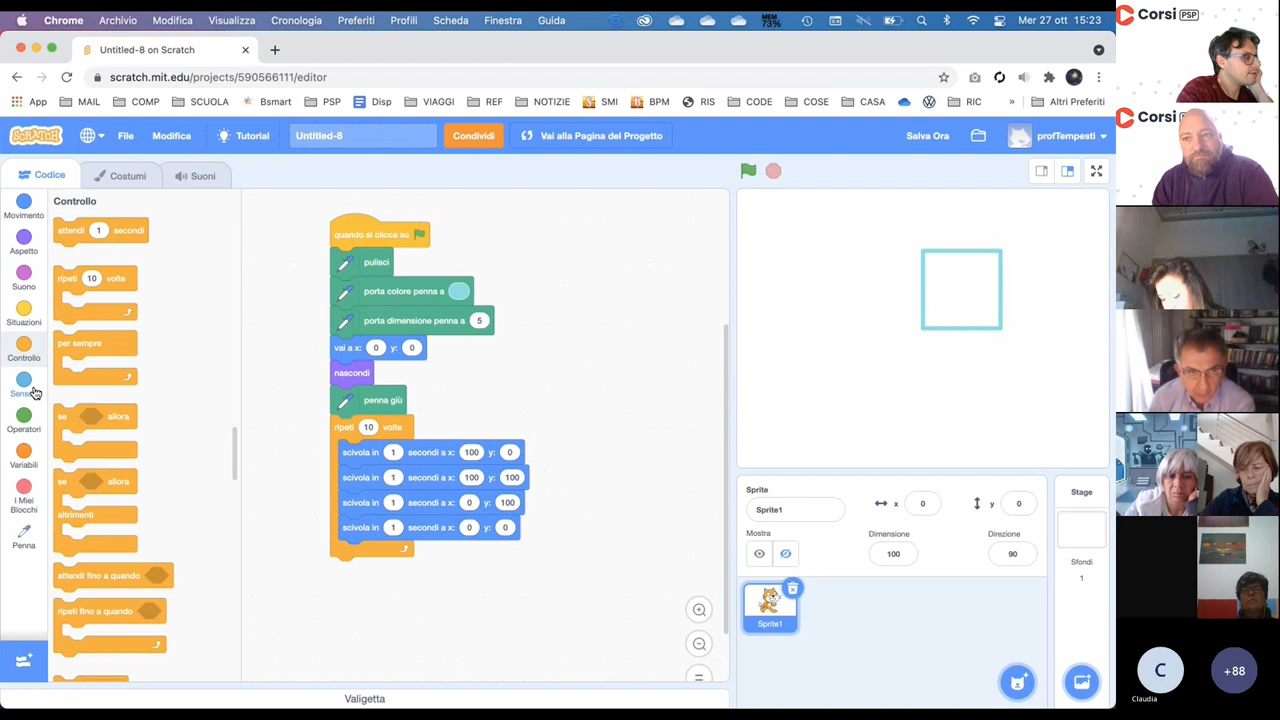 Chrome Archivio Modifica Visualizza Cronologia Preferiti Profili Scheda Finestra Guida MEM 73% Mer 27 ott 15:23
Untitled-8 on Scratch
scratch.mit.edu/projects/590566111/editor
App MAIL COMP SCUOLA Bsmart PSP Disp VIAGGI REF NOTIZIE SMI BPM RIS CODE COSE CASA RIC » Altri Preferiti
SCRATCH File Modifica Tutorial Untitled-8 Condividi Vai alla Pagina del Progetto Salva Ora profTempesti
Codice Costumi Suoni
Movimento
Aspetto
Suono
Situazioni
Controllo
Operatori
Variabili
I Miei
Blocchi
Penna
Controllo
attendi 1 secondi
ripeti 10 volte
per sempre
se allora
se allora
altrimenti
attendi fino a quando
ripeti fino a quando
quando si clicca su
pulisci
porta colore penna a
porta dimensione penna a 5
vai a x: 0 y: 0
nascondi
penna giù
ripeti 10 volte
scivola in 1 secondi a x: 100 y: 0
scivola in 1 secondi a x: 100 y: 100
scivola in 1 secondi a x: 0 y: 100
scivola in 1 secondi a x: 0 y: 0
Sprite
Sprite1 x 0 y 0
Mostra Dimensione Direzione
100 90
Sprite1
Stage
Sfondi
1
Valigetta
Corsi PSP
Corsi
C
Claudia
+88